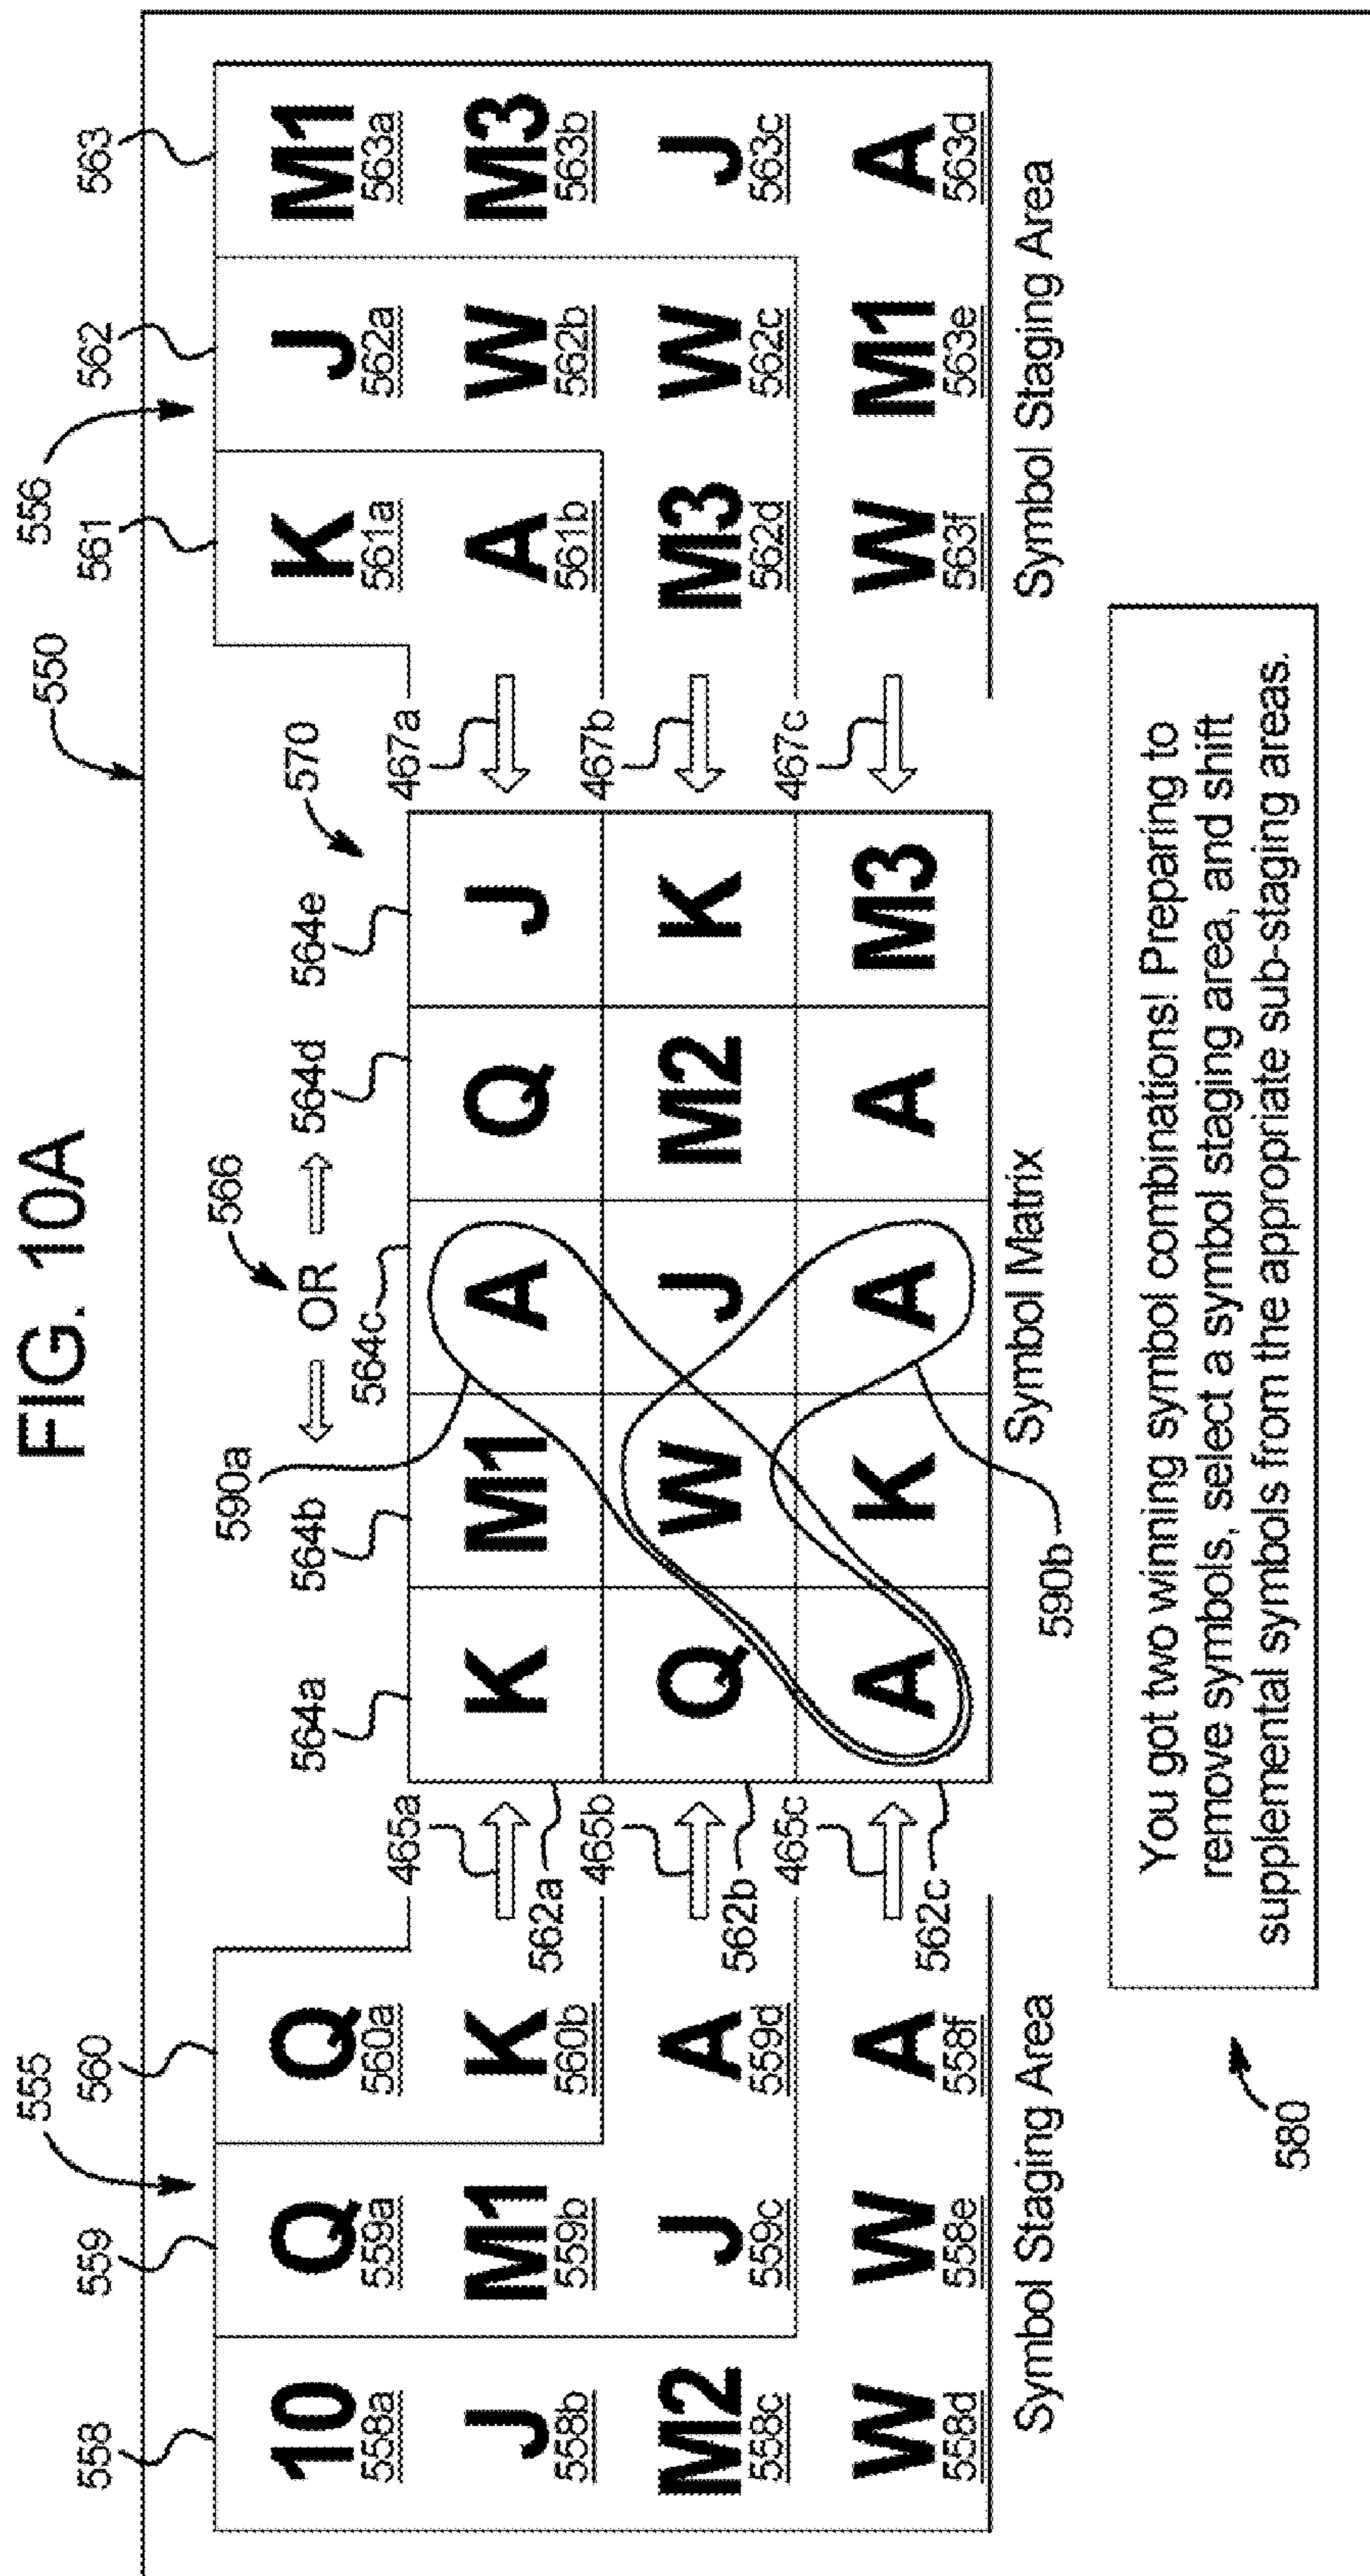 FIG. 10A
550
555
556
558
559
560
561
562
563
566
OR
570
590a
564a
564b
564c
564d
564e
10
558a
Q
559a
Q
560a
K
561a
J
562a
M1
563a
J
558b
M1
559b
K
560b
465a
562a
K
M1
A
Q
J
467a
A
561b
W
562b
M3
563b
M2
558c
J
559c
A
559d
465b
562b
Q
W
J
M2
K
467b
M3
562d
W
562c
J
563c
W
558d
W
558e
A
558f
465c
562c
A
K
A
A
M3
467c
W
563f
M1
563e
A
563d
Symbol Staging Area
Symbol Matrix
Symbol Staging Area
590b
You got two winning symbol combinations! Preparing to
remove symbols, select a symbol staging area, and shift
supplemental symbols from the appropriate sub-staging areas.
580